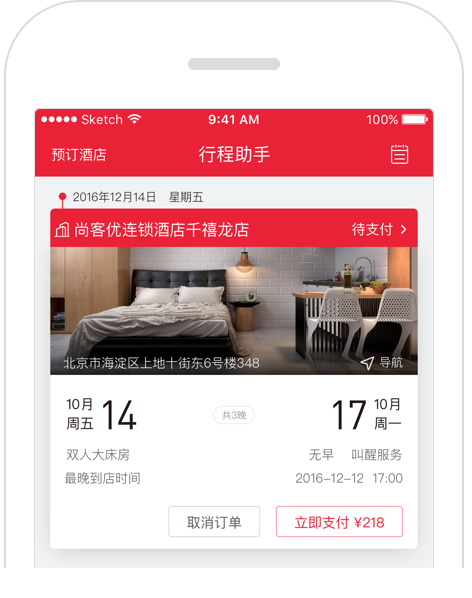 Sketch 9:41 AM 100%
预订酒店 行程助手
2016年12月14日 星期五
尚客优连锁酒店千禧龙店 待支付
北京市海淀区上地十街东6号楼348 导航
10月 周五 14 共3晚 17 10月 周一
双人大床房 无早 叫醒服务
最晚到店时间 2016-12-12 17:00
取消订单 立即支付 ¥218